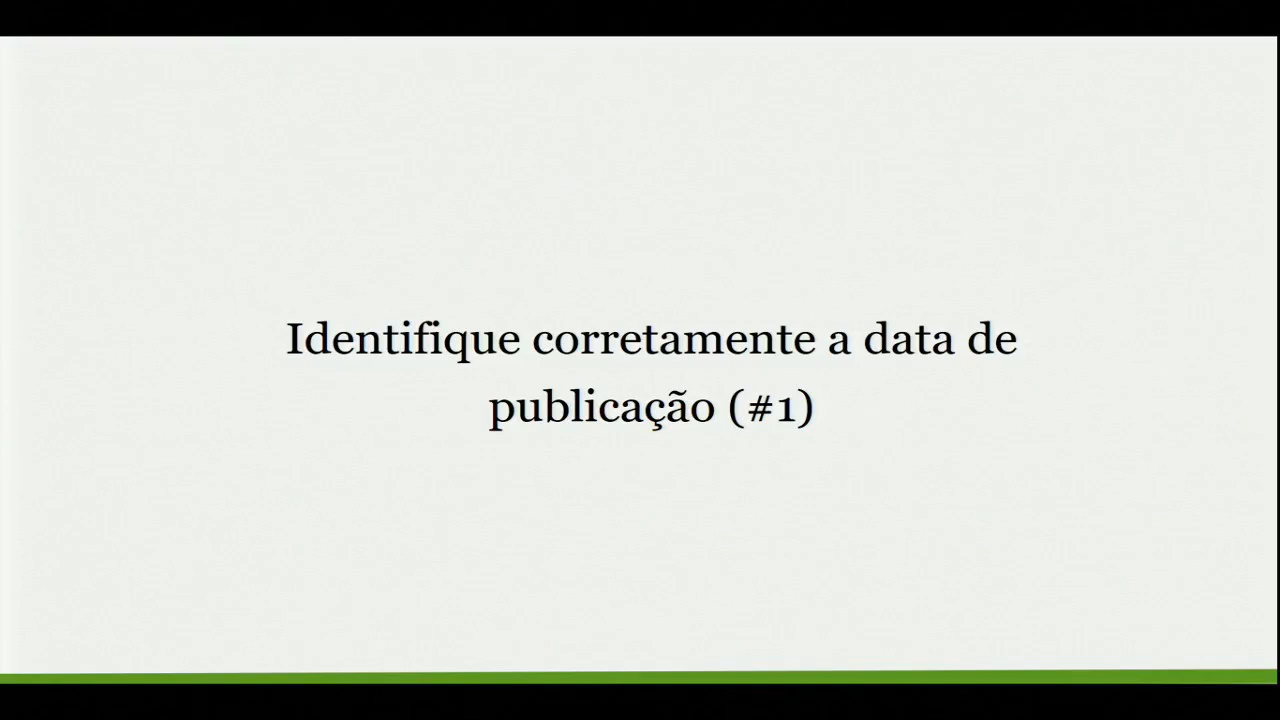 Identifique corretamente a data de
publicação (#1)